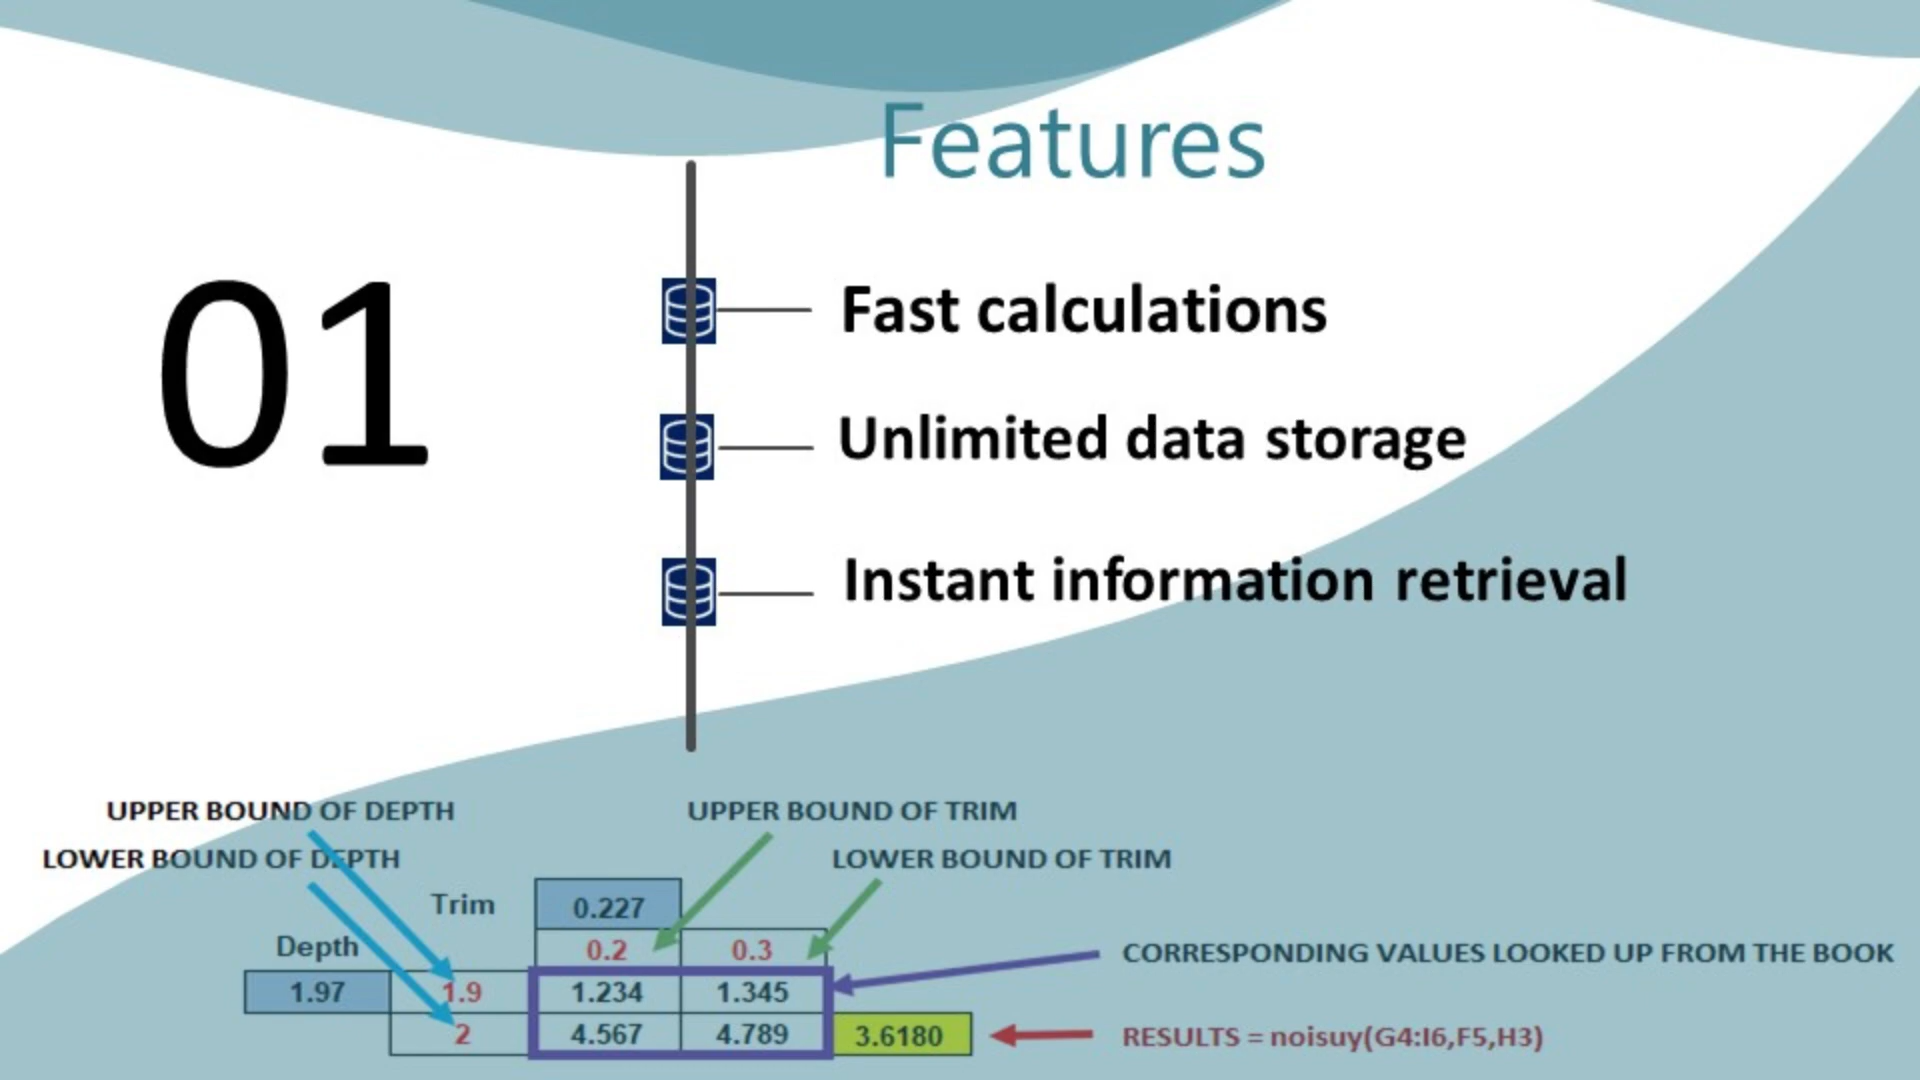 Features
01
Fast calculations
Unlimited data storage
Instant information retrieval
UPPER BOUND OF DEPTH
UPPER BOUND OF TRIM
LOWER BOUND OF DEPTH
LOWER BOUND OF TRIM
Trim 0.227
Depth 0.2 0.3
CORRESPONDING VALUES LOOKED UP FROM THE BOOK
1.97 1.9 1.234 1.345
2 4.567 4.789 3.6180
RESULTS = noisuy(G4:I6,F5,H3)